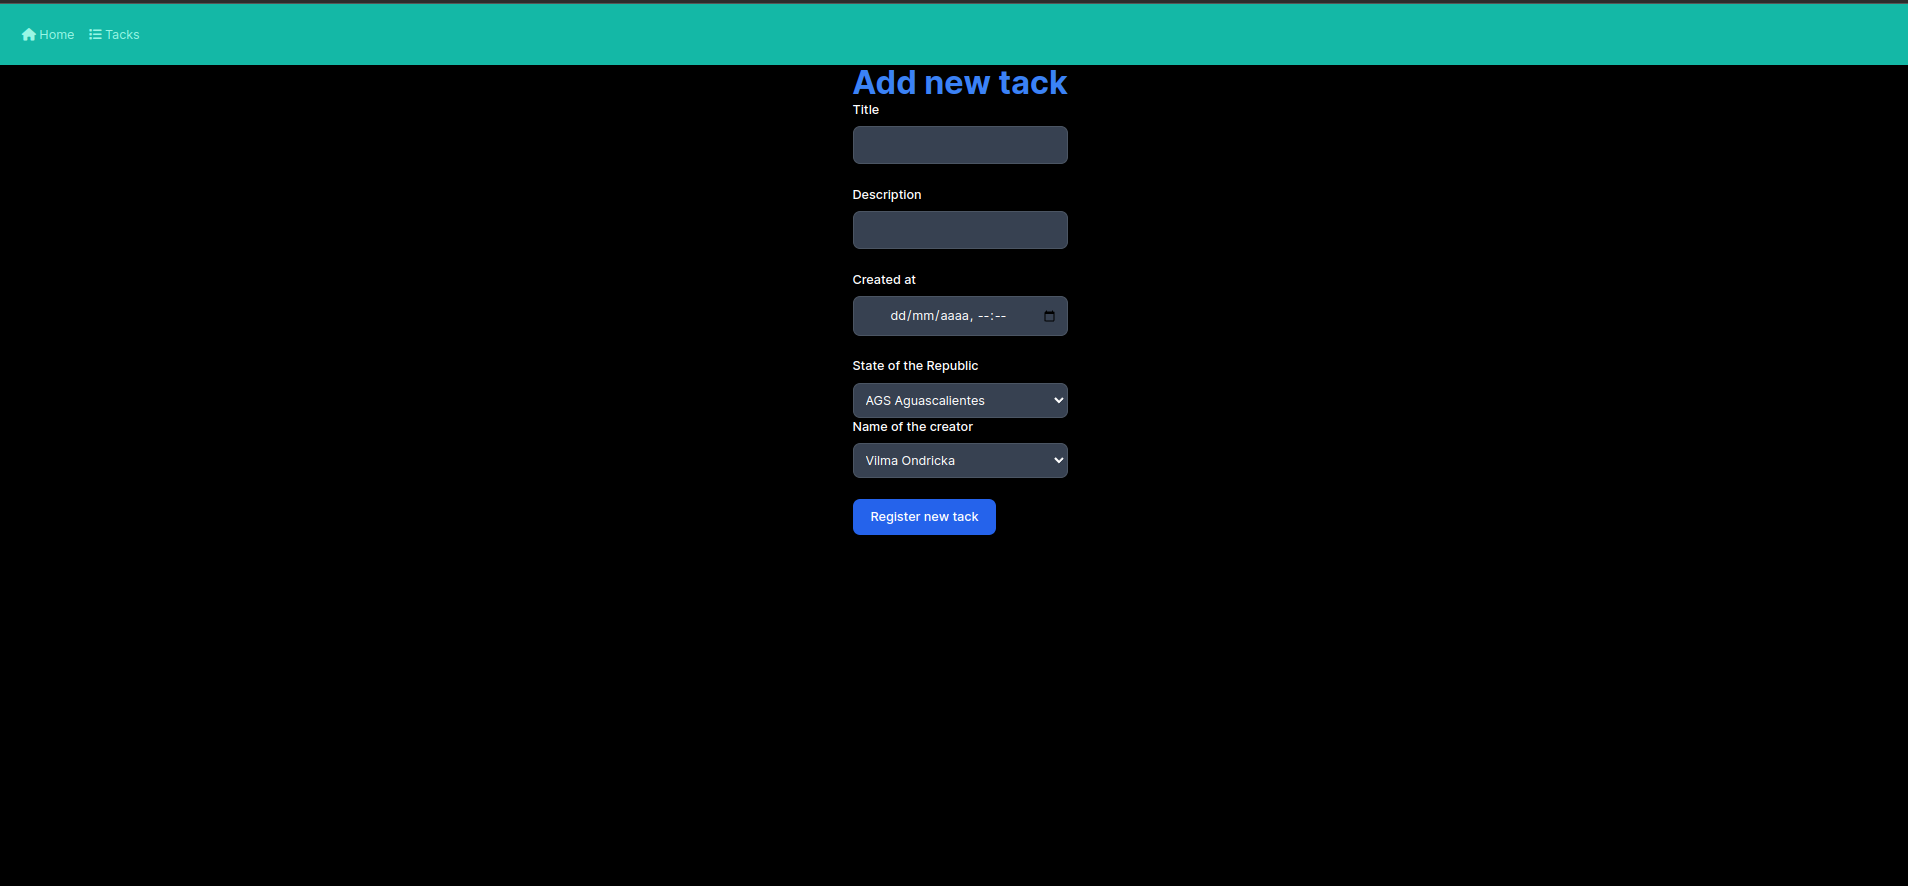 Home Tacks
Add new tack
Title
Description
Created at
dd/mm/aaaa, --:--
State of the Republic
AGS Aguascalientes
Name of the creator
Vilma Ondricka
Register new tack